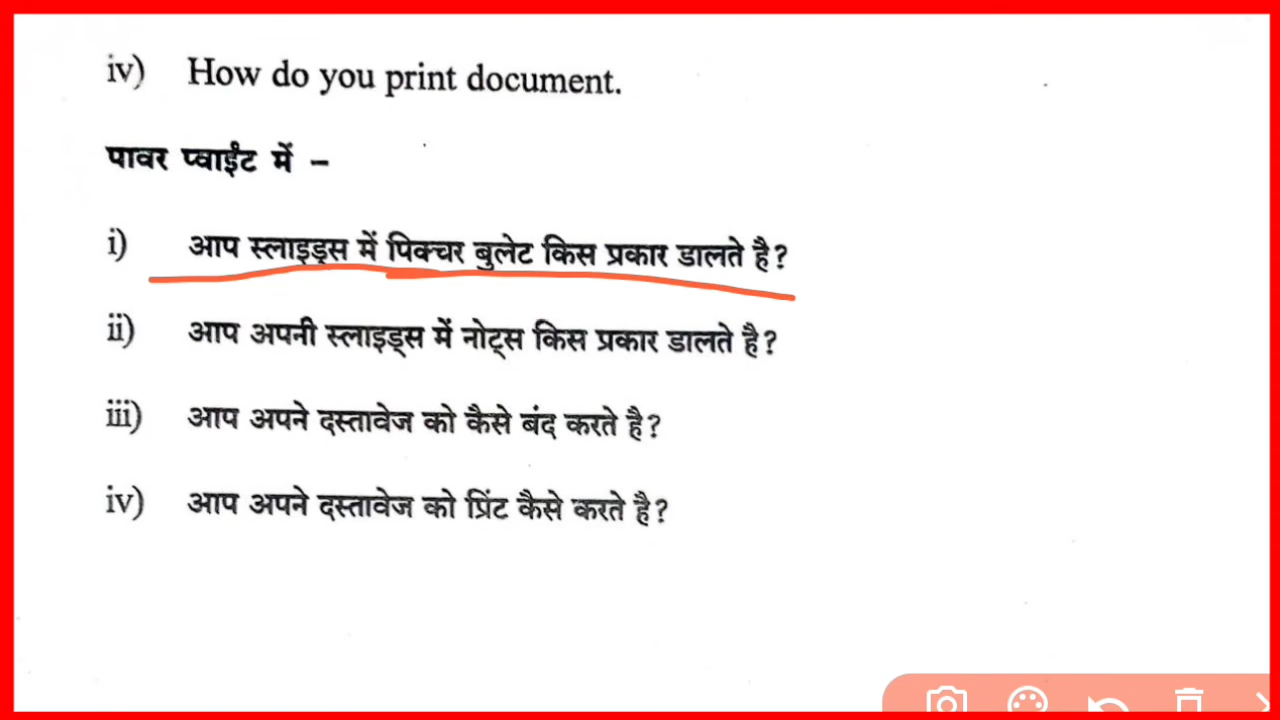 iv) How do you print document.
पावर प्वाईंट में –
i) आप स्लाइड्स में पिक्चर बुलेट किस प्रकार डालते है?
ii) आप अपनी स्लाइड्स में नोट्स किस प्रकार डालते है?
iii) आप अपने दस्तावेज को कैसे बंद करते है?
iv) आप अपने दस्तावेज को प्रिंट कैसे करते है?